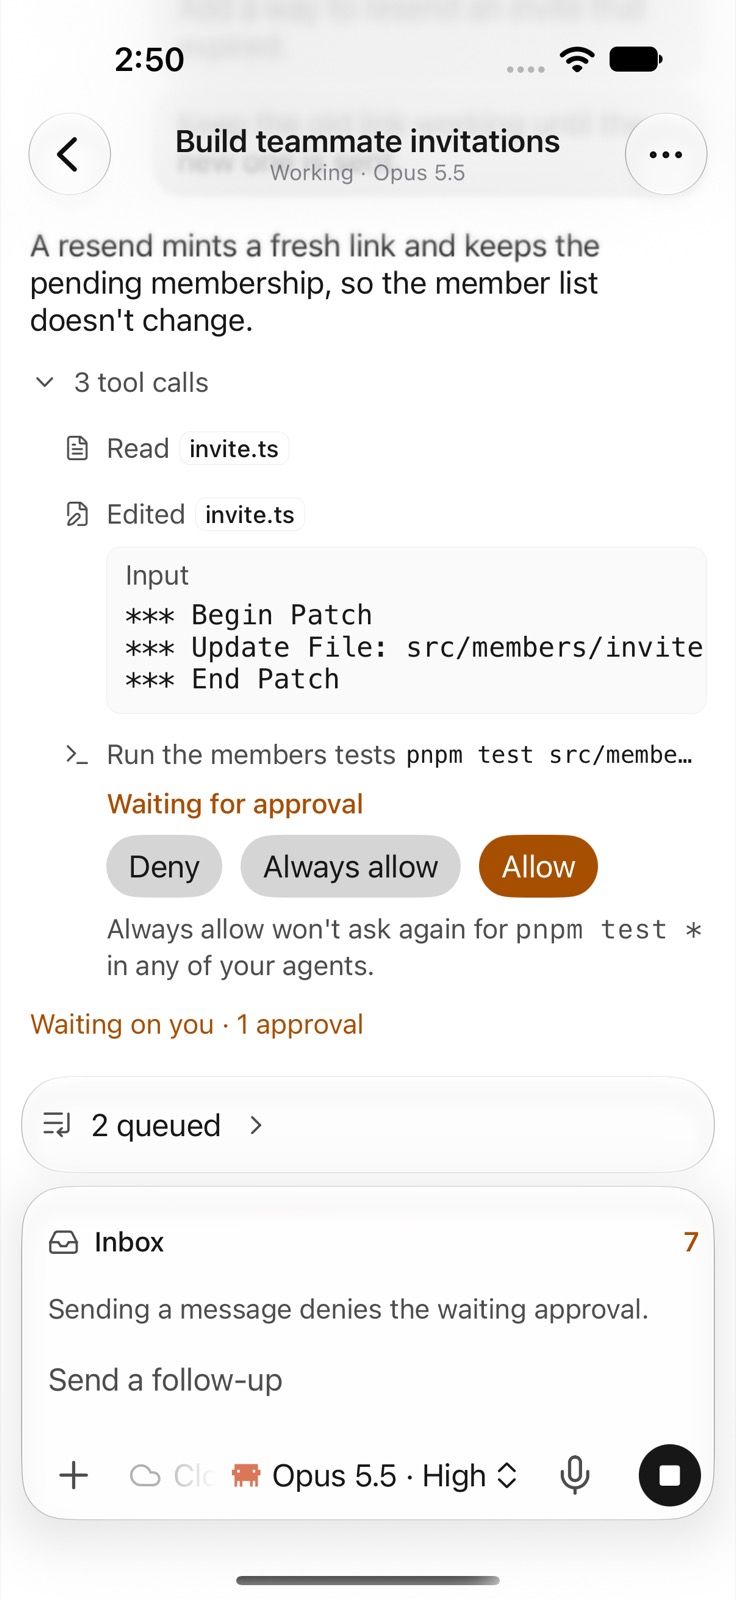 2:50
Build teammate invitations
Working · Opus 5.5
A resend mints a fresh link and keeps the
pending membership, so the member list
doesn't change.
3 tool calls
Read invite.ts
Edited invite.ts
Input
*** Begin Patch
*** Update File: src/members/invite
*** End Patch
Run the members tests pnpm test src/membe…
Waiting for approval
Deny
Always allow
Allow
Always allow won't ask again for pnpm test *
in any of your agents.
Waiting on you · 1 approval
2 queued
Inbox
7
Sending a message denies the waiting approval.
Send a follow-up
Opus 5.5 · High